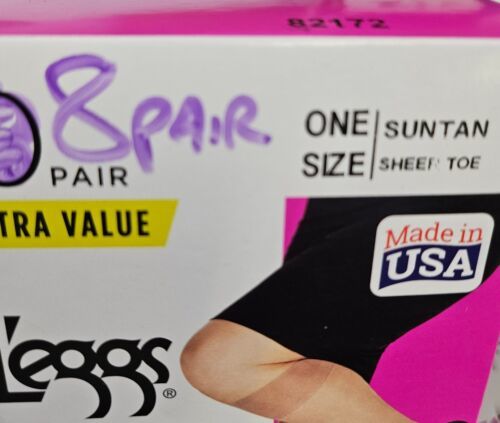 82172
8 PAIR
PAIR
ONE SIZE
SUNTAN
SHEER TOE
TRA VALUE
Made in
USA
L'eggs®